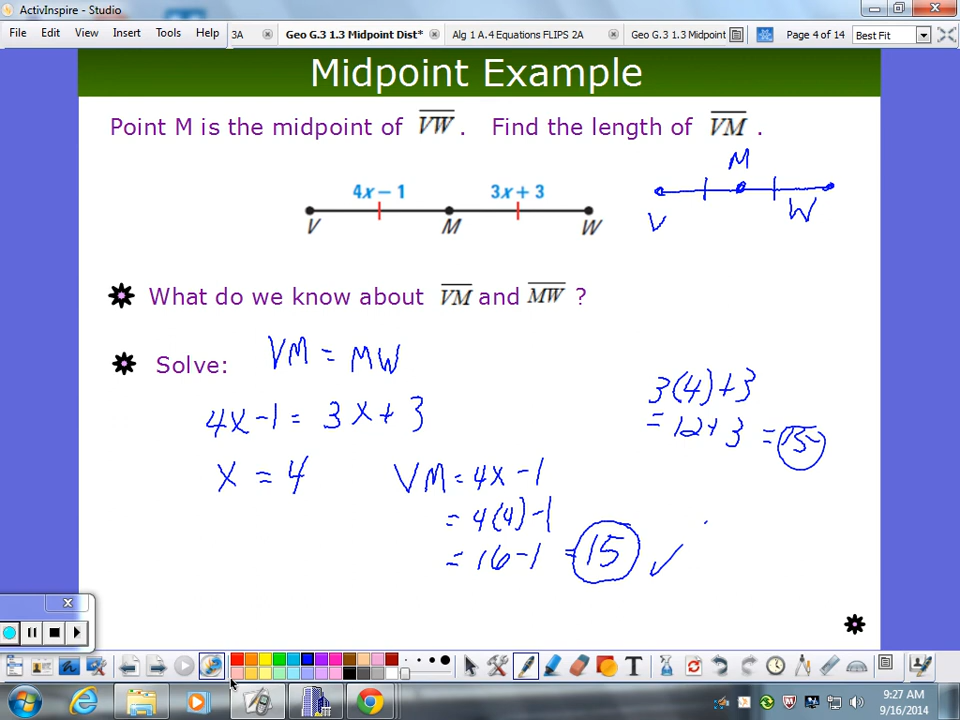 ActivInspire - Studio
File Edit View Insert Tools Help 3A Geo G.3 1.3 Midpoint Dist* Alg 1 A.4 Equations FLIPS 2A Geo G.3 1.3 Midpoint Page 4 of 14 Best Fit
Midpoint Example
Point M is the midpoint of VW . Find the length of VM .
M
V W
4x – 1 3x + 3
V M W
What do we know about VM and MW ?
Solve: VM = MW
4x -1 = 3x + 3
x = 4
3(4) + 3
= 12 + 3 = 15
VM = 4x - 1
= 4(4) - 1
= 16 - 1 = 15 ✓
T
9:27 AM
9/16/2014